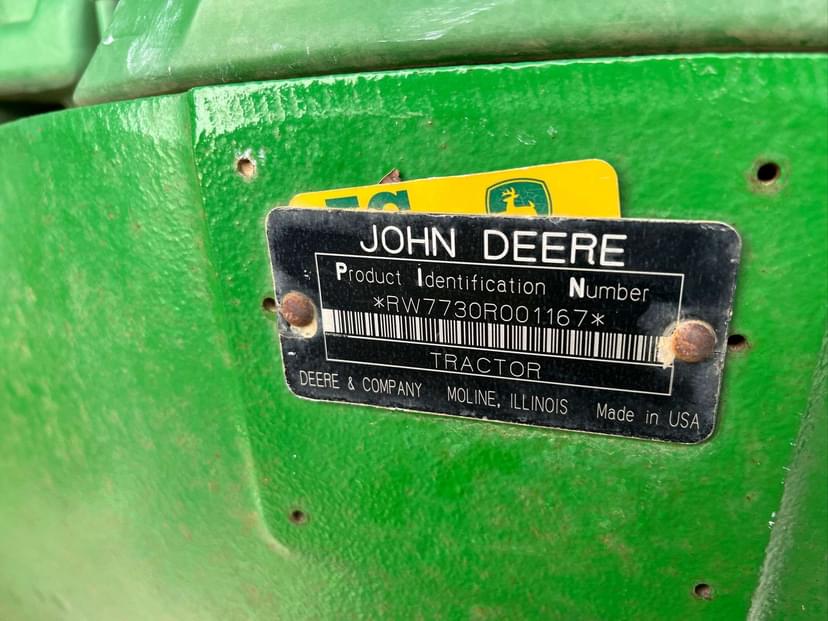 JOHN DEERE
Product Identification Number
*RW7730R001167*
TRACTOR
DEERE & COMPANY MOLINE, ILLINOIS Made in USA